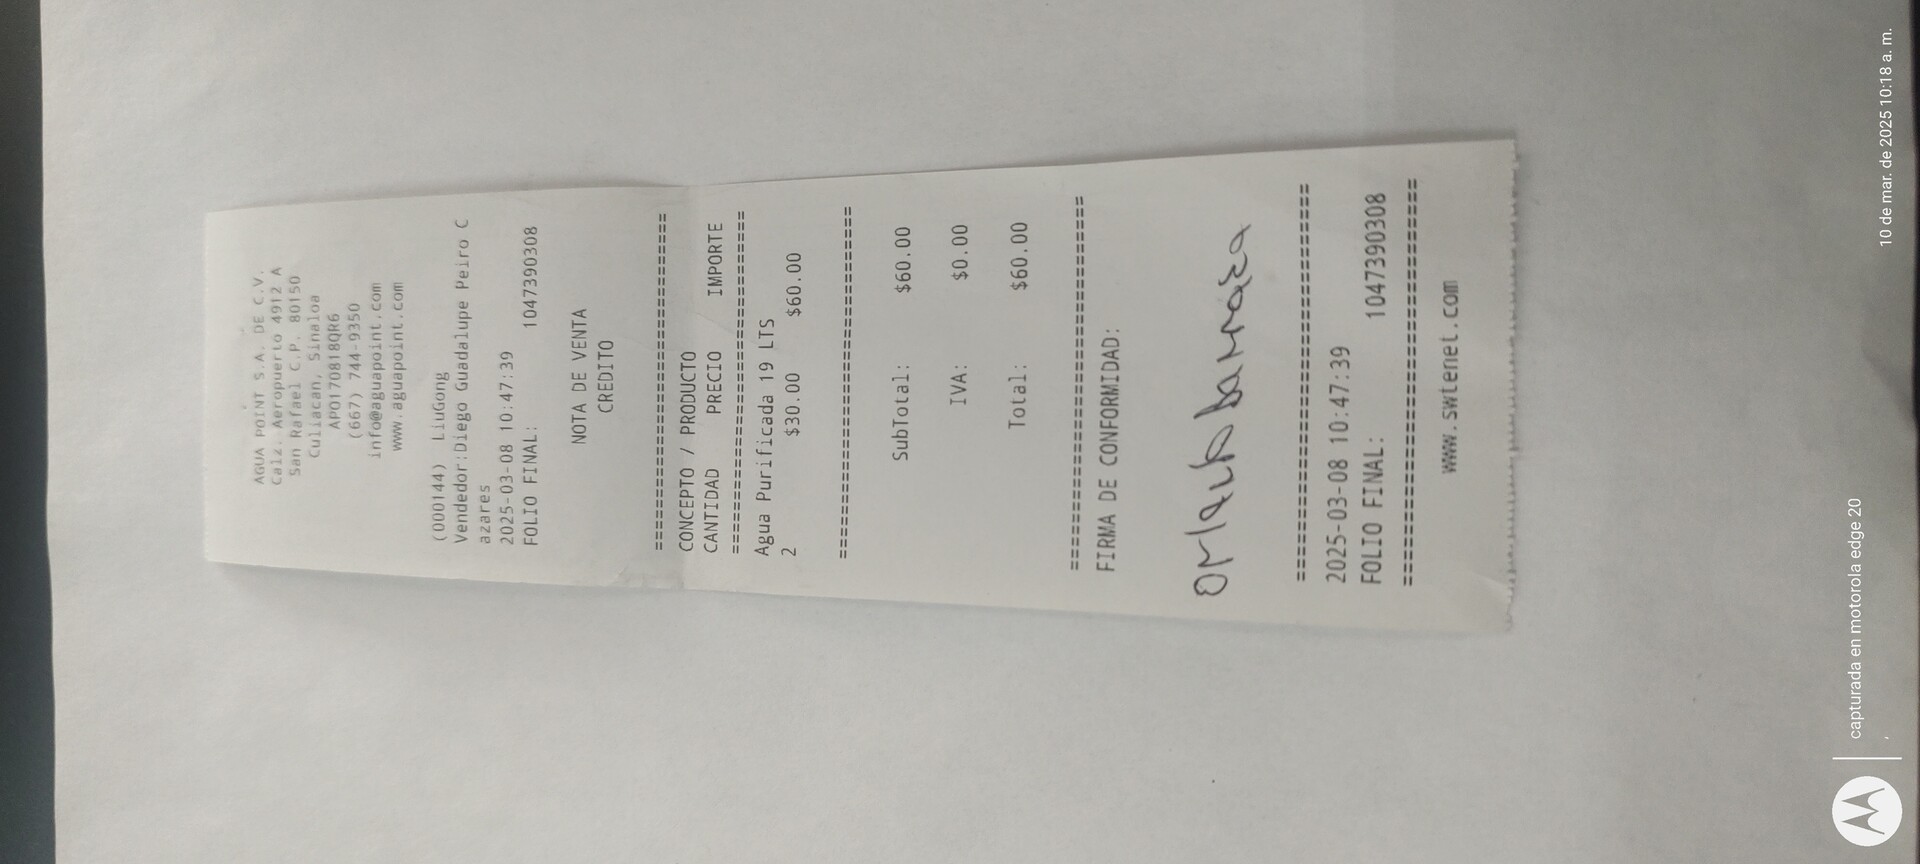 AGUA POINT S.A. DE C.V.
Calz. Aeropuerto 4912 A
San Rafael C.P. 80150
Culiacan, Sinaloa
APO170818QR6
(667) 744-9350
info@aguapoint.com
www.aguapoint.com
(000144) LiuGong
Vendedor:Diego Guadalupe Peiro C
azares
2025-03-08 10:47:39
FOLIO FINAL: 1047390308
NOTA DE VENTA
CREDITO
================================
CONCEPTO / PRODUCTO
CANTIDAD PRECIO IMPORTE
================================
Agua Purificada 19 LTS
2 $30.00 $60.00
================================
SubTotal: $60.00
IVA: $0.00
Total: $60.00
================================
FIRMA DE CONFORMIDAD:
================================
2025-03-08 10:47:39
FOLIO FINAL: 1047390308
================================
www.swtenet.com
capturada en motorola edge 20
10 de mar. de 2025 10:18 a. m.